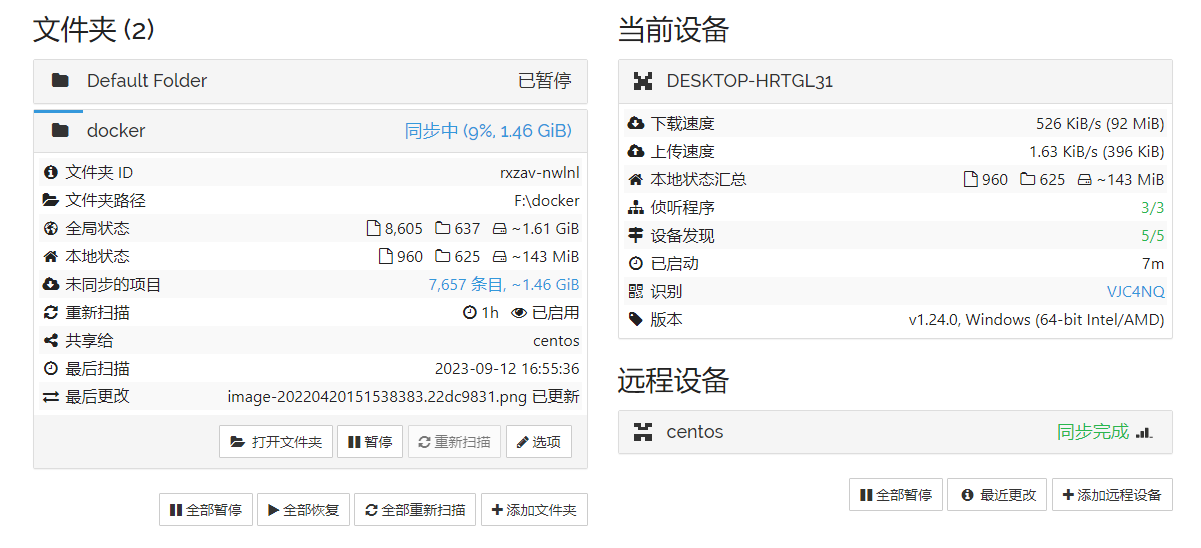 文件夹 (2)
Default Folder 已暂停
docker 同步中 (9%, 1.46 GiB)
文件夹 ID rxzav-nwlnl
文件夹路径 F:\docker
全局状态 8,605 637 ~1.61 GiB
本地状态 960 625 ~143 MiB
未同步的项目 7,657 条目, ~1.46 GiB
重新扫描 1h 已启用
共享给 centos
最后扫描 2023-09-12 16:55:36
最后更改 image-20220420151538383.22dc9831.png 已更新
打开文件夹 暂停 重新扫描 选项
全部暂停 全部恢复 全部重新扫描 添加文件夹
当前设备
DESKTOP-HRTGL31
下载速度 526 KiB/s (92 MiB)
上传速度 1.63 KiB/s (396 KiB)
本地状态汇总 960 625 ~143 MiB
侦听程序 3/3
设备发现 5/5
已启动 7m
识别 VJC4NQ
版本 v1.24.0, Windows (64-bit Intel/AMD)
远程设备
centos 同步完成
全部暂停 最近更改 添加远程设备